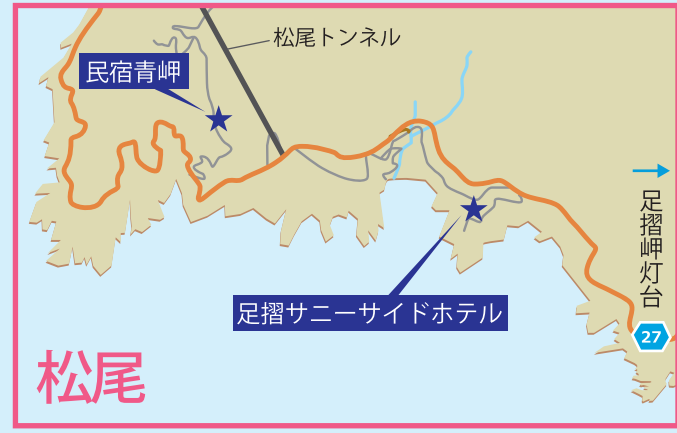 松尾トンネル
民宿青岬
足摺岬灯台
足摺サニーサイドホテル
27
松尾